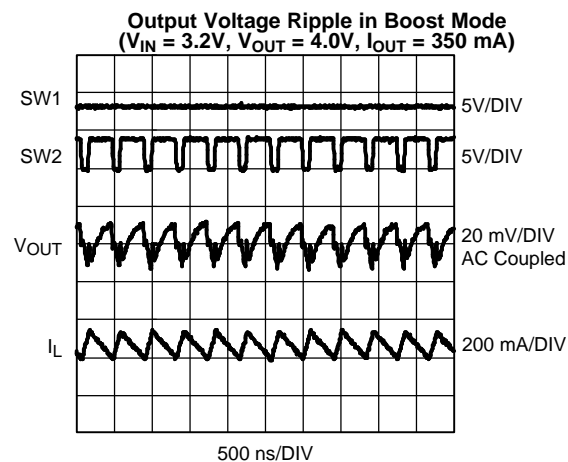 Output Voltage Ripple in Boost Mode
(VIN = 3.2V, VOUT = 4.0V, IOUT = 350 mA)
SW1
5V/DIV
SW2
5V/DIV
VOUT
20 mV/DIV
AC Coupled
IL
200 mA/DIV
500 ns/DIV